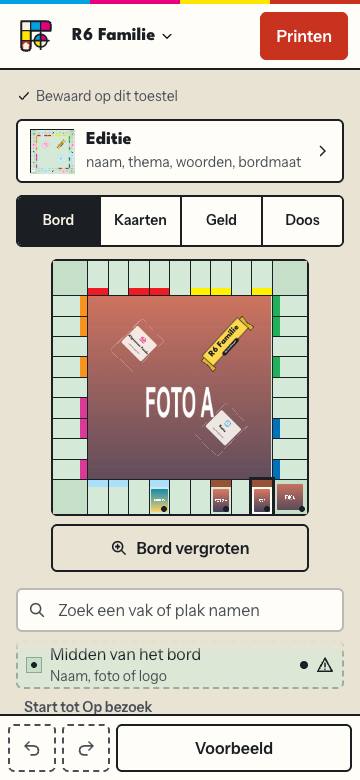 R6 Familie
Printen
Bewaard op dit toestel
Editie
naam, thema, woorden, bordmaat
Bord
Kaarten
Geld
Doos
R6 Familie
FOTO A
Bord vergroten
Zoek een vak of plak namen
Midden van het bord
Naam, foto of logo
Start tot Op bezoek
Voorbeeld